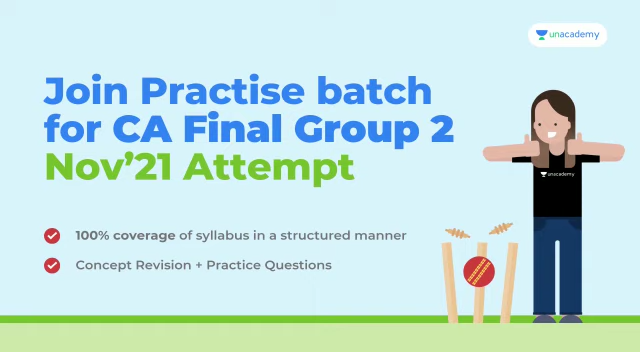 unacademy
Join Practise batch
for CA Final Group 2
Nov'21 Attempt
unacademy
100% coverage of syllabus in a structured manner
Concept Revision + Practice Questions